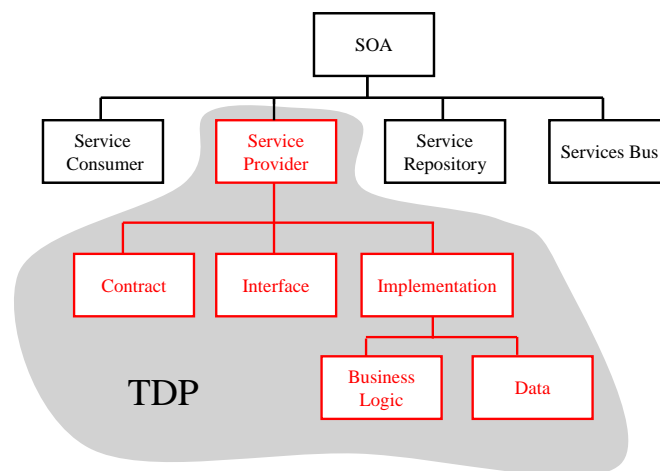 SOA
Service
Consumer
Service
Provider
Service
Repository
Services Bus
Contract
Interface
Implementation
Business
Logic
Data
TDP